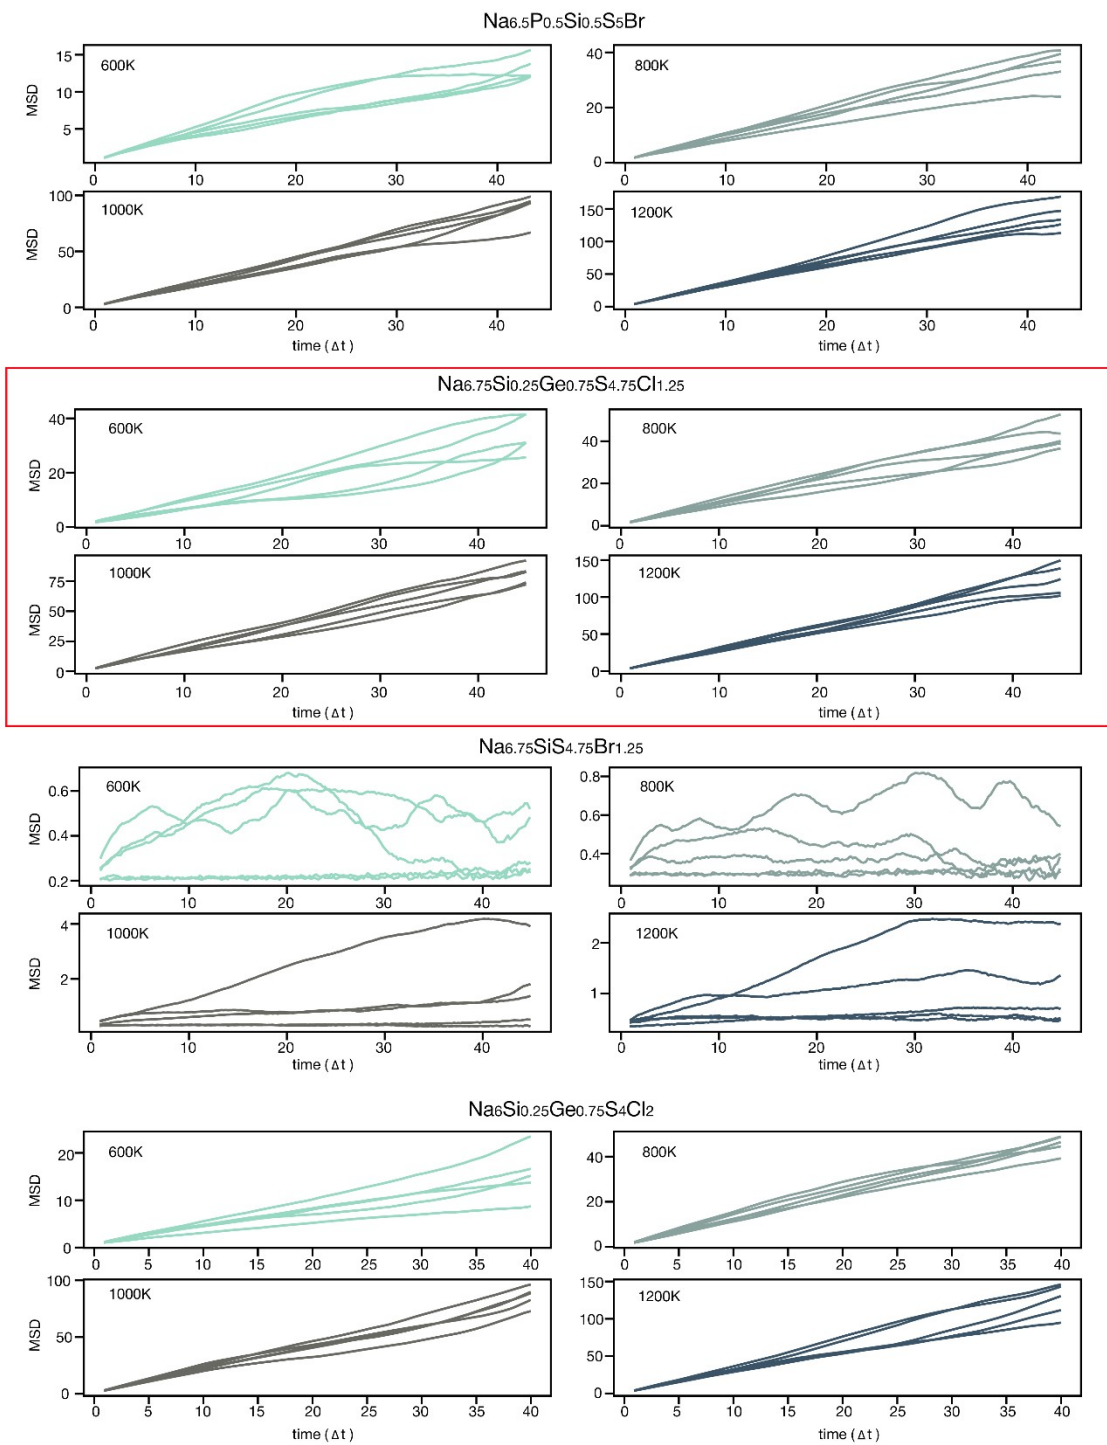 Na6.5P0.5Si0.5S5Br
600K
MSD
15
10
5
0 10 20 30 40
800K
40
20
0
0 10 20 30 40
1000K
MSD
100
50
0
0 10 20 30 40
time (Δt)
1200K
150
100
50
0
0 10 20 30 40
time (Δt)
Na6.75Si0.25Ge0.75S4.75Cl1.25
600K
MSD
40
20
0
0 10 20 30 40
800K
40
20
0
0 10 20 30 40
1000K
MSD
75
50
25
0
0 10 20 30 40
time (Δt)
1200K
150
100
50
0
0 10 20 30 40
time (Δt)
Na6.75SiS4.75Br1.25
600K
MSD
0.6
0.4
0.2
0 10 20 30 40
800K
MSD
0.8
0.6
0.4
0 10 20 30 40
1000K
MSD
4
2
0 10 20 30 40
time (Δt)
1200K
2
1
0 10 20 30 40
time (Δt)
Na6Si0.25Ge0.75S4Cl2
600K
MSD
20
10
0
0 5 10 15 20 25 30 35 40
800K
40
20
0
0 5 10 15 20 25 30 35 40
1000K
MSD
100
50
0
0 5 10 15 20 25 30 35 40
time (Δt)
1200K
150
100
50
0
0 5 10 15 20 25 30 35 40
time (Δt)